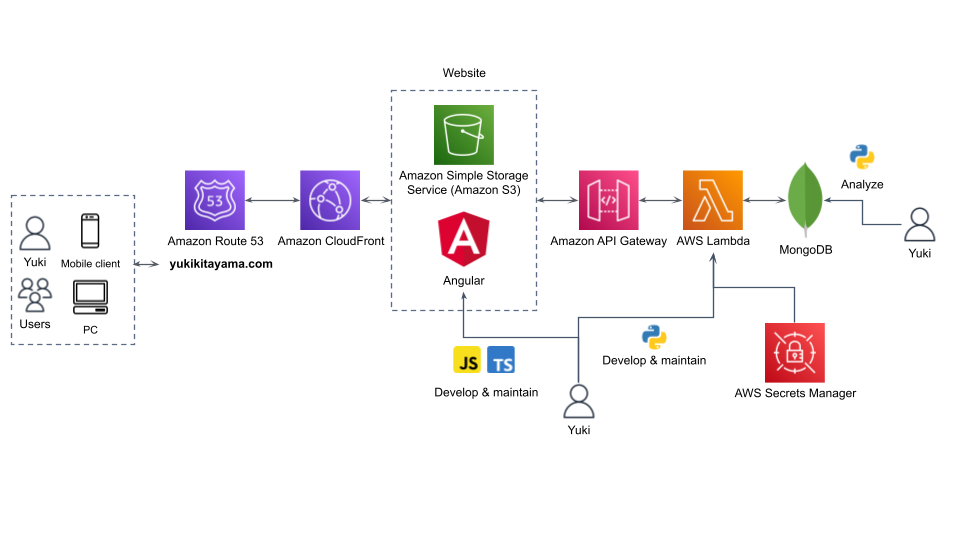 Website
Amazon Simple Storage
Service (Amazon S3)
Angular
53
Amazon Route 53
Amazon CloudFront
Amazon API Gateway
AWS Lambda
MongoDB
Analyze
Yuki
Yuki
Mobile client
Users
PC
yukikitayama.com
JS
TS
Develop & maintain
Develop & maintain
Yuki
AWS Secrets Manager